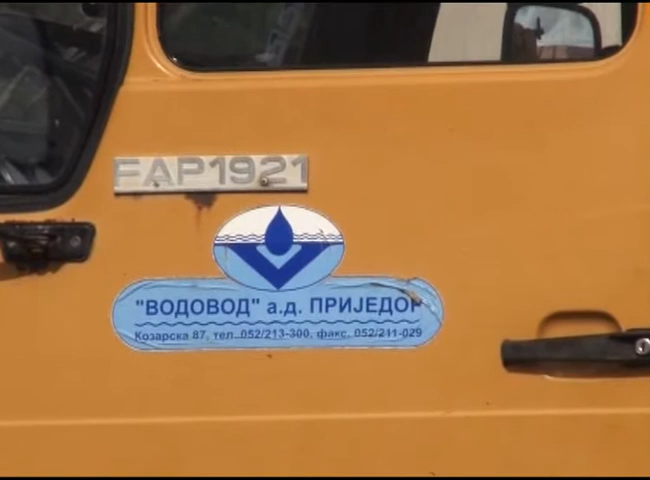 FAP1921
"ВОДОВОД" а.д. ПРИЈЕДОР
Козарска 87, тел..052/213-300, факс. 052/211-029